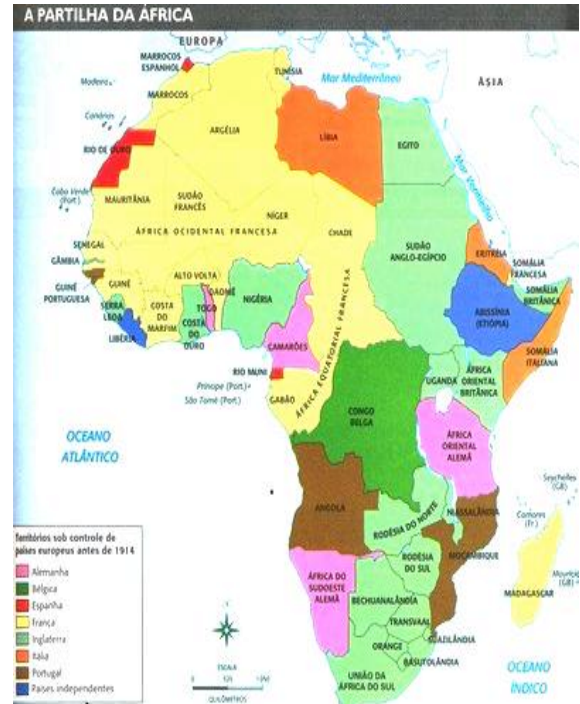 A PARTILHA DA ÁFRICA
EUROPA
MARROCOS
ESPANHOL
TUNÍSIA
Mar Mediterrâneo
ÁSIA
Madeira
MARROCOS
Canárias
ARGÉLIA
LÍBIA
EGITO
RIO DE OURO
Mar Vermelho
Cabo Verde
(Port.)
MAURITÂNIA
SUDÃO
FRANCÊS
NÍGER
CHADE
ÁFRICA OCIDENTAL FRANCESA
SUDÃO
ANGLO-EGÍPCIO
ERITRÉIA
SOMÁLIA
FRANCESA
SENEGAL
GÂMBIA
GUINÉ
PORTUGUESA
GUINÉ
ALTO VOLTA
DAOMÉ
NIGÉRIA
SOMÁLIA
BRITÂNICA
SERRA
LEOA
COSTA
DO
MARFIM
COSTA
DO
OURO
TOGO
ABISSÍNIA
(ETIÓPIA)
LIBÉRIA
CAMARÕES
ÁFRICA EQUATORIAL FRANCESA
SOMÁLIA
ITALIANA
RIO MUNI
Príncipe (Port.)
São Tomé (Port.)
GABÃO
UGANDA
ÁFRICA
ORIENTAL
BRITÂNICA
CONGO
BELGA
OCEANO
ATLÂNTICO
ÁFRICA
ORIENTAL
ALEMÃ
Seychelles
(GB)
ANGOLA
NIASSALÂNDIA
Comores
(Fr.)
RODÉSIA DO NORTE
MOÇAMBIQUE
RODÉSIA
DO SUL
(GB)
MADAGASCAR
ÁFRICA DO
SUDOESTE
ALEMÃ
BECHUANALÂNDIA
TRANSVAAL
SUAZILÂNDIA
ORANGE
BASUTOLÂNDIA
UNIÃO DA
ÁFRICA DO SUL
OCEANO
ÍNDICO
Territórios sob controle de
países europeus antes de 1914
Alemanha
Bélgica
Espanha
França
Inglaterra
Itália
Portugal
Países independentes
ESCALA
0
QUILÔMETROS